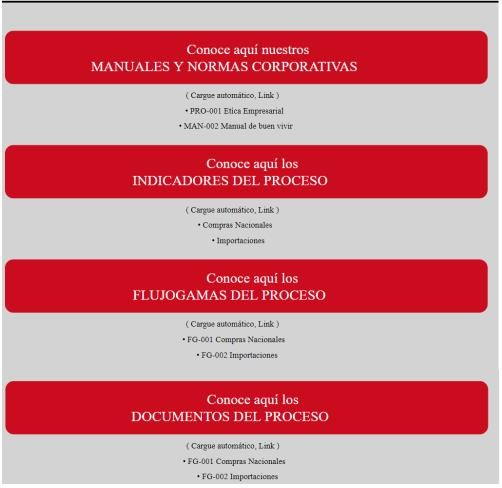 Conoce aquí nuestros
MANUALES Y NORMAS CORPORATIVAS
( Cargue automático, Link )
• PRO-001 Etica Empresarial
• MAN-002 Manual de buen vivir
Conoce aquí los
INDICADORES DEL PROCESO
( Cargue automático, Link )
• Compras Nacionales
• Importaciones
Conoce aquí los
FLUJOGAMAS DEL PROCESO
( Cargue automático, Link )
• FG-001 Compras Nacionales
• FG-002 Importaciones
Conoce aquí los
DOCUMENTOS DEL PROCESO
( Cargue automático, Link )
• FG-001 Compras Nacionales
• FG-002 Importaciones